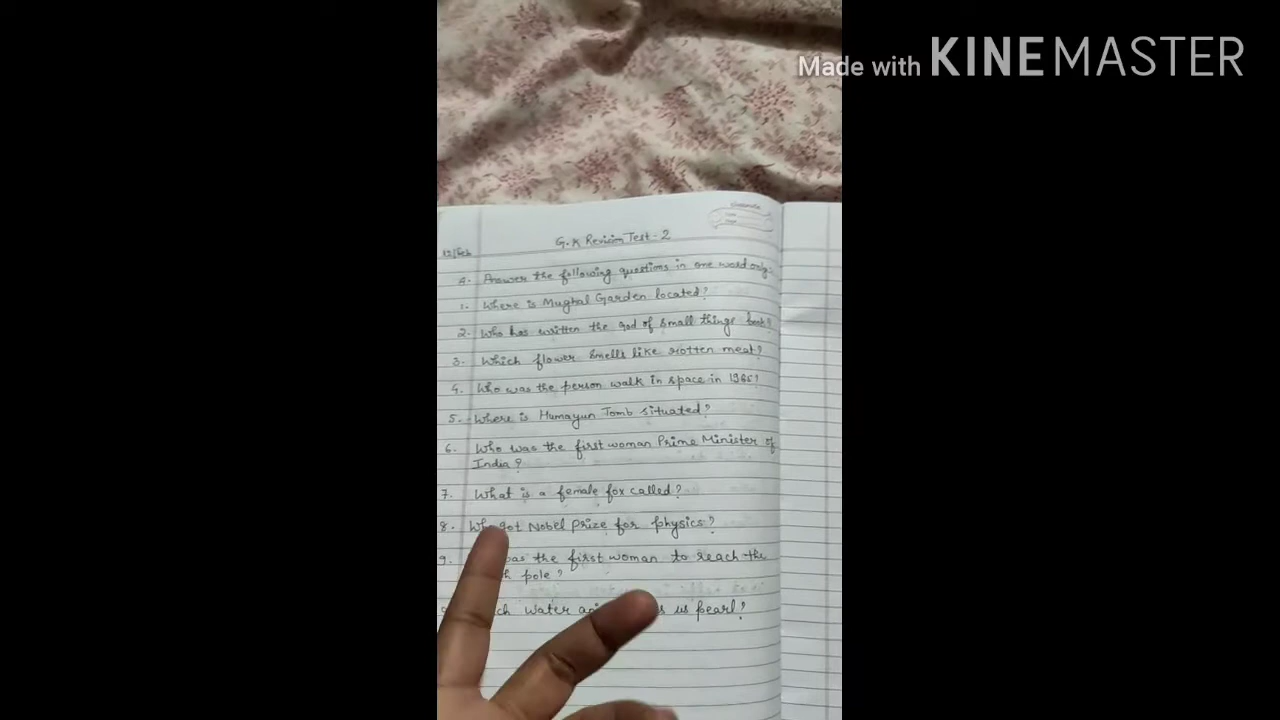 Made with KINEMASTER
classmate
G.K Revision Test - 2
A. Answer the following questions in one word only:
1. Where is Mughal Garden located?
2. Who has written the god of small things book?
3. Which flower smells like rotten meat?
4. Who was the person walk in space in 1965?
5. Where is Humayun Tomb situated?
6. Who was the first woman Prime Minister of
India?
7. What is a female fox called?
8. Who got Nobel Prize for physics?
9. was the first woman to reach the
pole?
water us pearl?